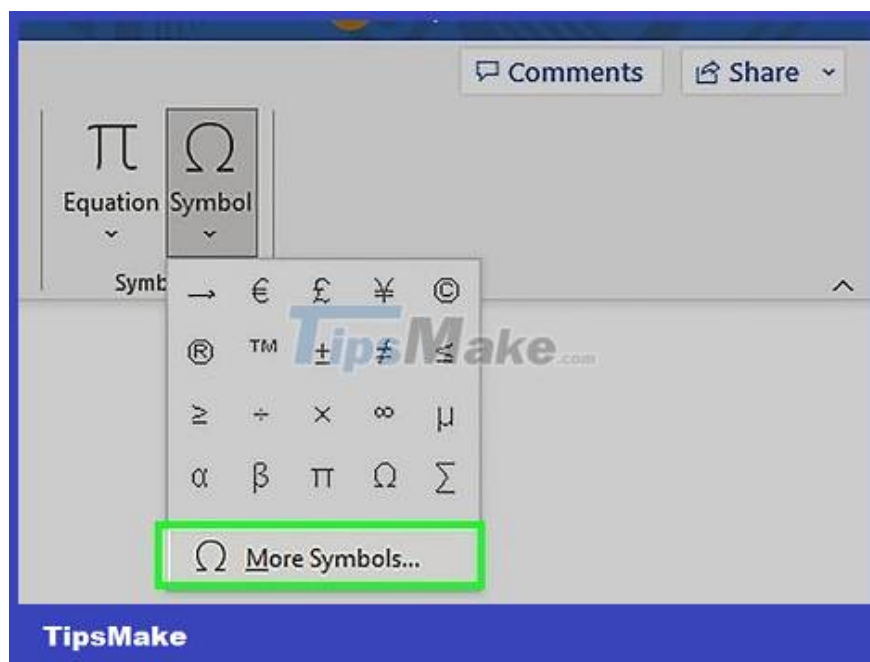 Comments Share
π Ω
Equation Symbol
Symb
→ € £ ¥ ©
® ™ ± ≠ ≤
TipsMake.com
≥ ÷ × ∞ µ
α β π Ω ∑
Ω More Symbols...
TipsMake